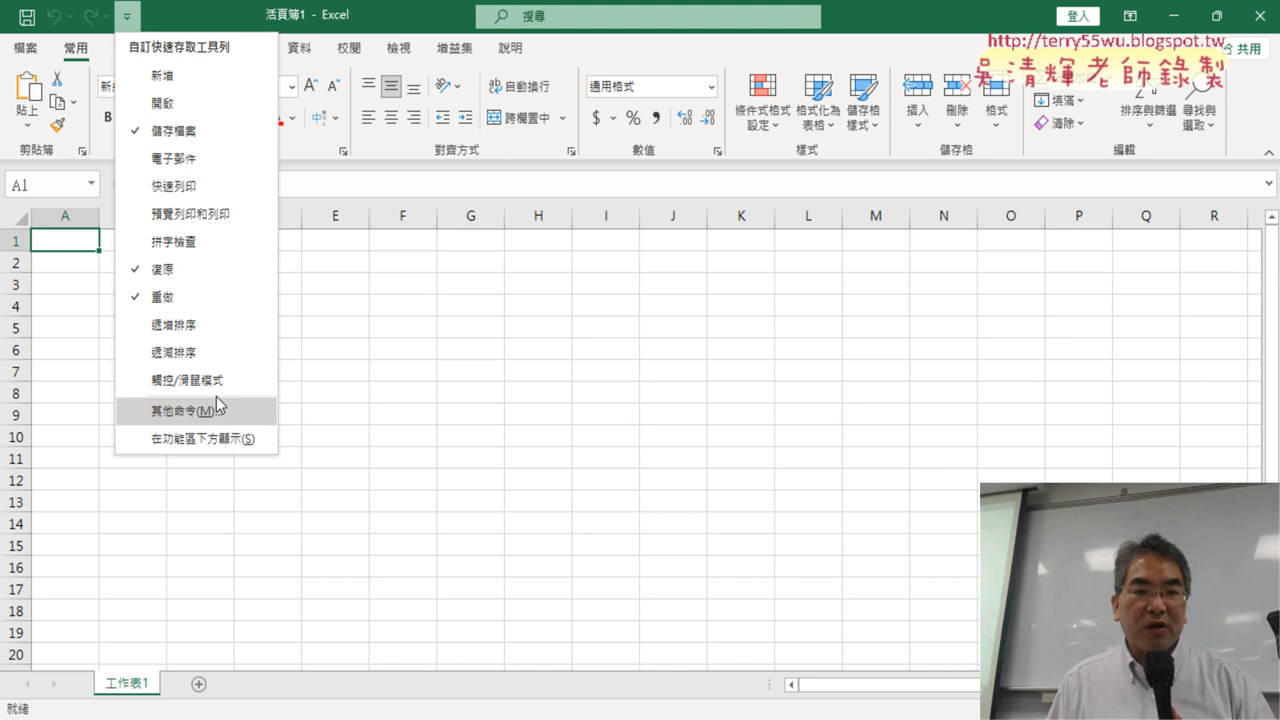 活頁簿1 - Excel
搜尋
登入
檔案
常用
資料
校閱
檢視
增益集
說明
共用
http://terry55wu.blogspot.tw
吳清輝老師錄製
自訂快速存取工具列
新增
開啟
儲存檔案
電子郵件
快速列印
預覽列印和列印
拼字檢查
復原
重做
遞增排序
遞減排序
觸控/滑鼠模式
其他命令(M)...
在功能區下方顯示(S)
貼上
剪貼簿
B
A^ A˅
ab 自動換行
跨欄置中
中
對齊方式
通用格式
$ % ,
數值
條件式格式設定
格式化為表格
儲存格樣式
樣式
插入
刪除
格式
儲存格
填滿
清除
排序與篩選
尋找與選取
編輯
A1
A E F G H I J K L M N O P Q R
1
2
3
4
5
6
7
8
9
10
11
12
13
14
15
16
17
18
19
20
工作表1
就緒